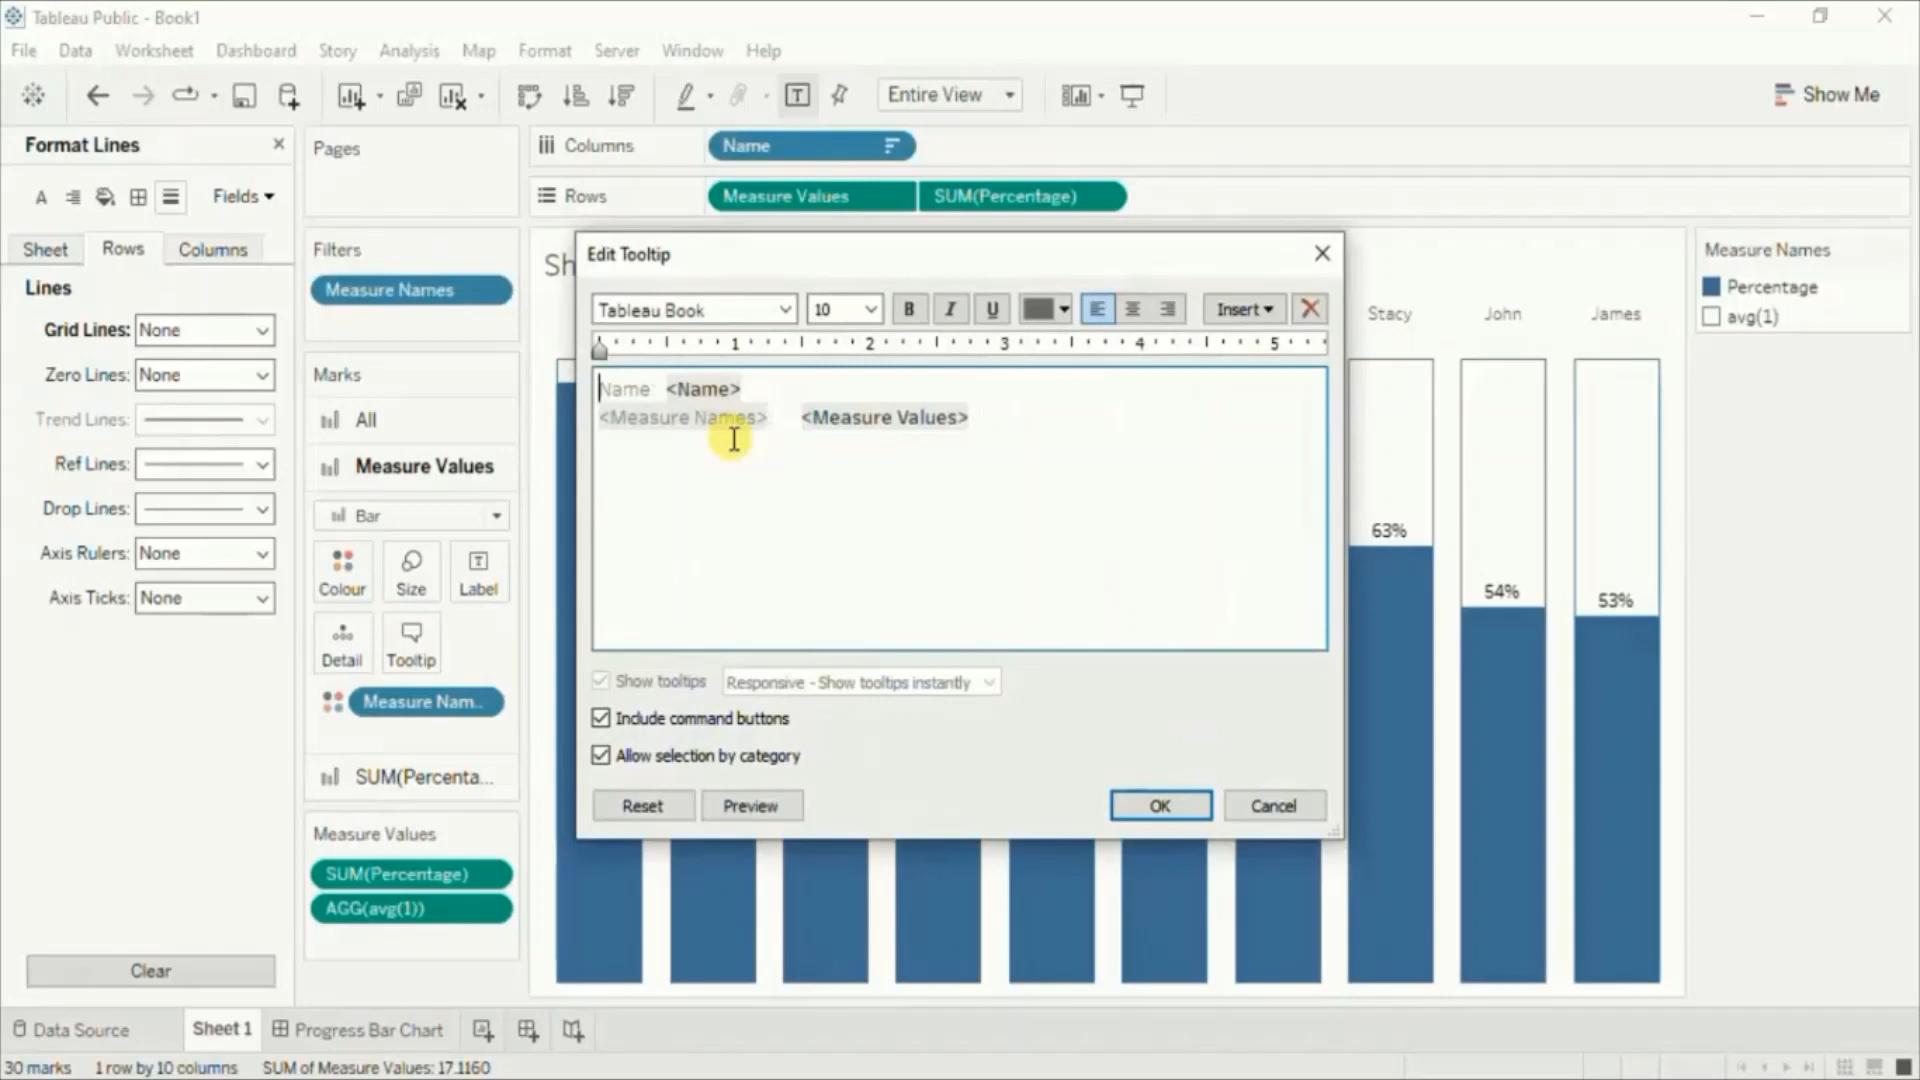 Tableau Public - Book1
File Data Worksheet Dashboard Story Analysis Map Format Server Window Help
Entire View
Show Me
Format Lines
Fields
Sheet Rows Columns
Lines
Grid Lines: None
Zero Lines: None
Trend Lines:
Ref Lines:
Drop Lines:
Axis Rulers: None
Axis Ticks: None
Clear
Pages
Filters
Measure Names
Marks
All
Measure Values
Bar
Colour Size Label
Detail Tooltip
Measure Nam..
SUM(Percenta...
Measure Values
SUM(Percentage)
AGG(avg(1))
Columns Name
Rows Measure Values SUM(Percentage)
Sh
Edit Tooltip
Tableau Book 10 B I U Insert
1 2 3 4 5
Name: <Name>
<Measure Names> <Measure Values>
Show tooltips Responsive - Show tooltips instantly
Include command buttons
Allow selection by category
Reset Preview OK Cancel
Stacy John James
63%
54%
53%
Measure Names
Percentage
avg(1)
Data Source Sheet 1 Progress Bar Chart
30 marks 1 row by 10 columns SUM of Measure Values: 17.1160